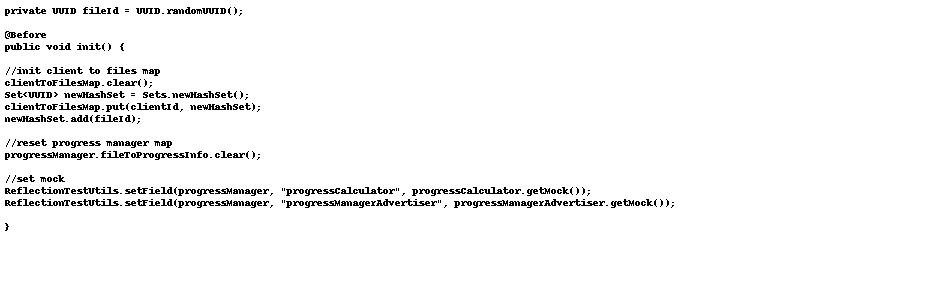 private UUID fileId = UUID.randomUUID();
@Before
public void init() {
//init client to files map
clientToFilesMap.clear();
Set<UUID> newHashSet = Sets.newHashSet();
clientToFilesMap.put(clientId, newHashSet);
newHashSet.add(fileId);
//reset progress manager map
progressManager.fileToProgressInfo.clear();
//set mock
ReflectionTestUtils.setField(progressManager, "progressCalculator", progressCalculator.getMock());
ReflectionTestUtils.setField(progressManager, "progressManagerAdvertiser", progressManagerAdvertiser.getMock());
}